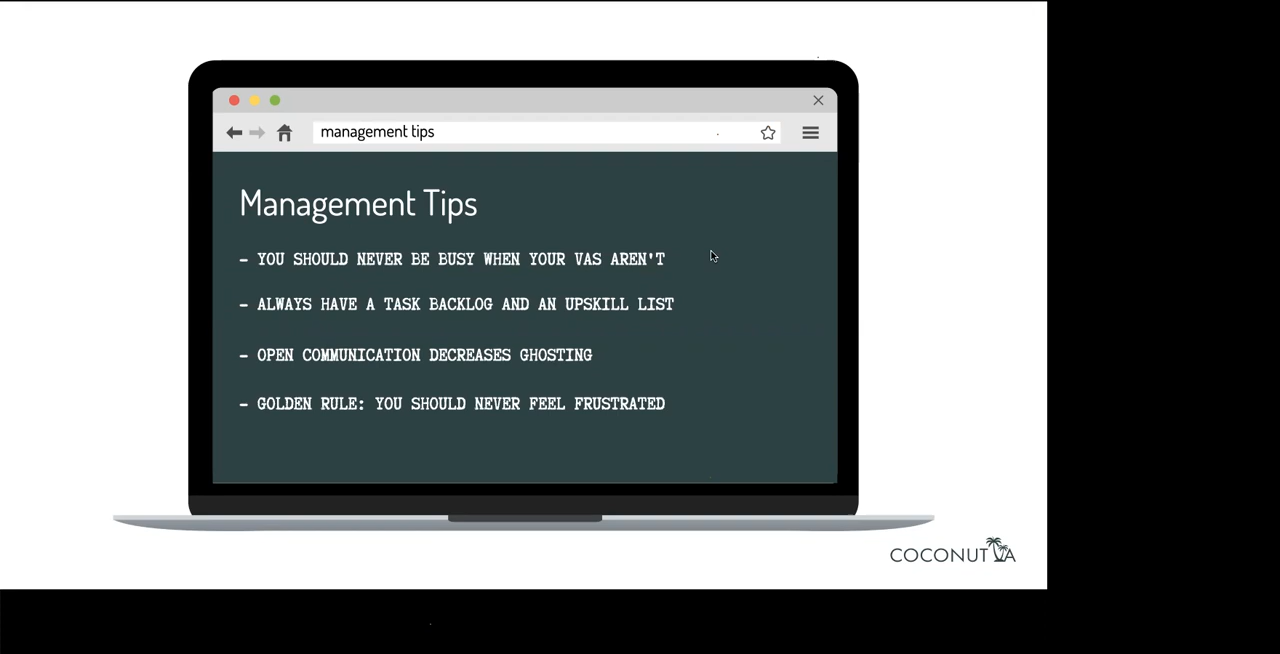 management tips
Management Tips
- YOU SHOULD NEVER BE BUSY WHEN YOUR VAS AREN'T
- ALWAYS HAVE A TASK BACKLOG AND AN UPSKILL LIST
- OPEN COMMUNICATION DECREASES GHOSTING
- GOLDEN RULE: YOU SHOULD NEVER FEEL FRUSTRATED
COCONUT VA